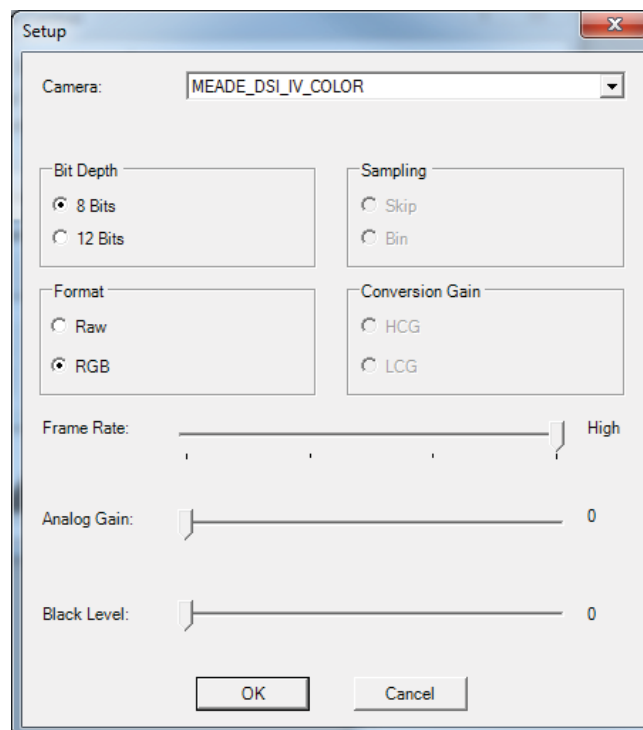 Setup
Camera:
MEADE_DSI_IV_COLOR
Bit Depth
8 Bits
12 Bits
Sampling
Skip
Bin
Format
Raw
RGB
Conversion Gain
HCG
LCG
Frame Rate:
High
Analog Gain:
0
Black Level:
0
OK
Cancel